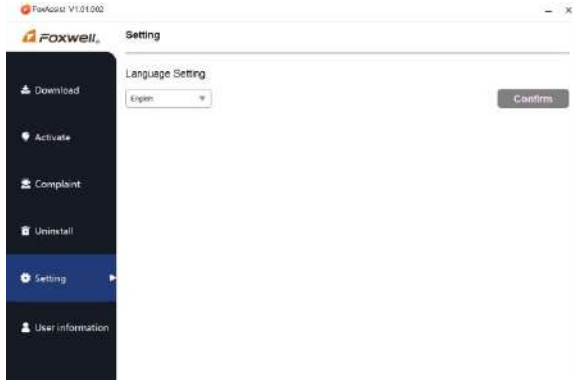 FoxAssist V1.01.002
FOXWELL
Setting
Language Setting
English
Confirm
Download
Activate
Complaint
Uninstall
Setting
User information